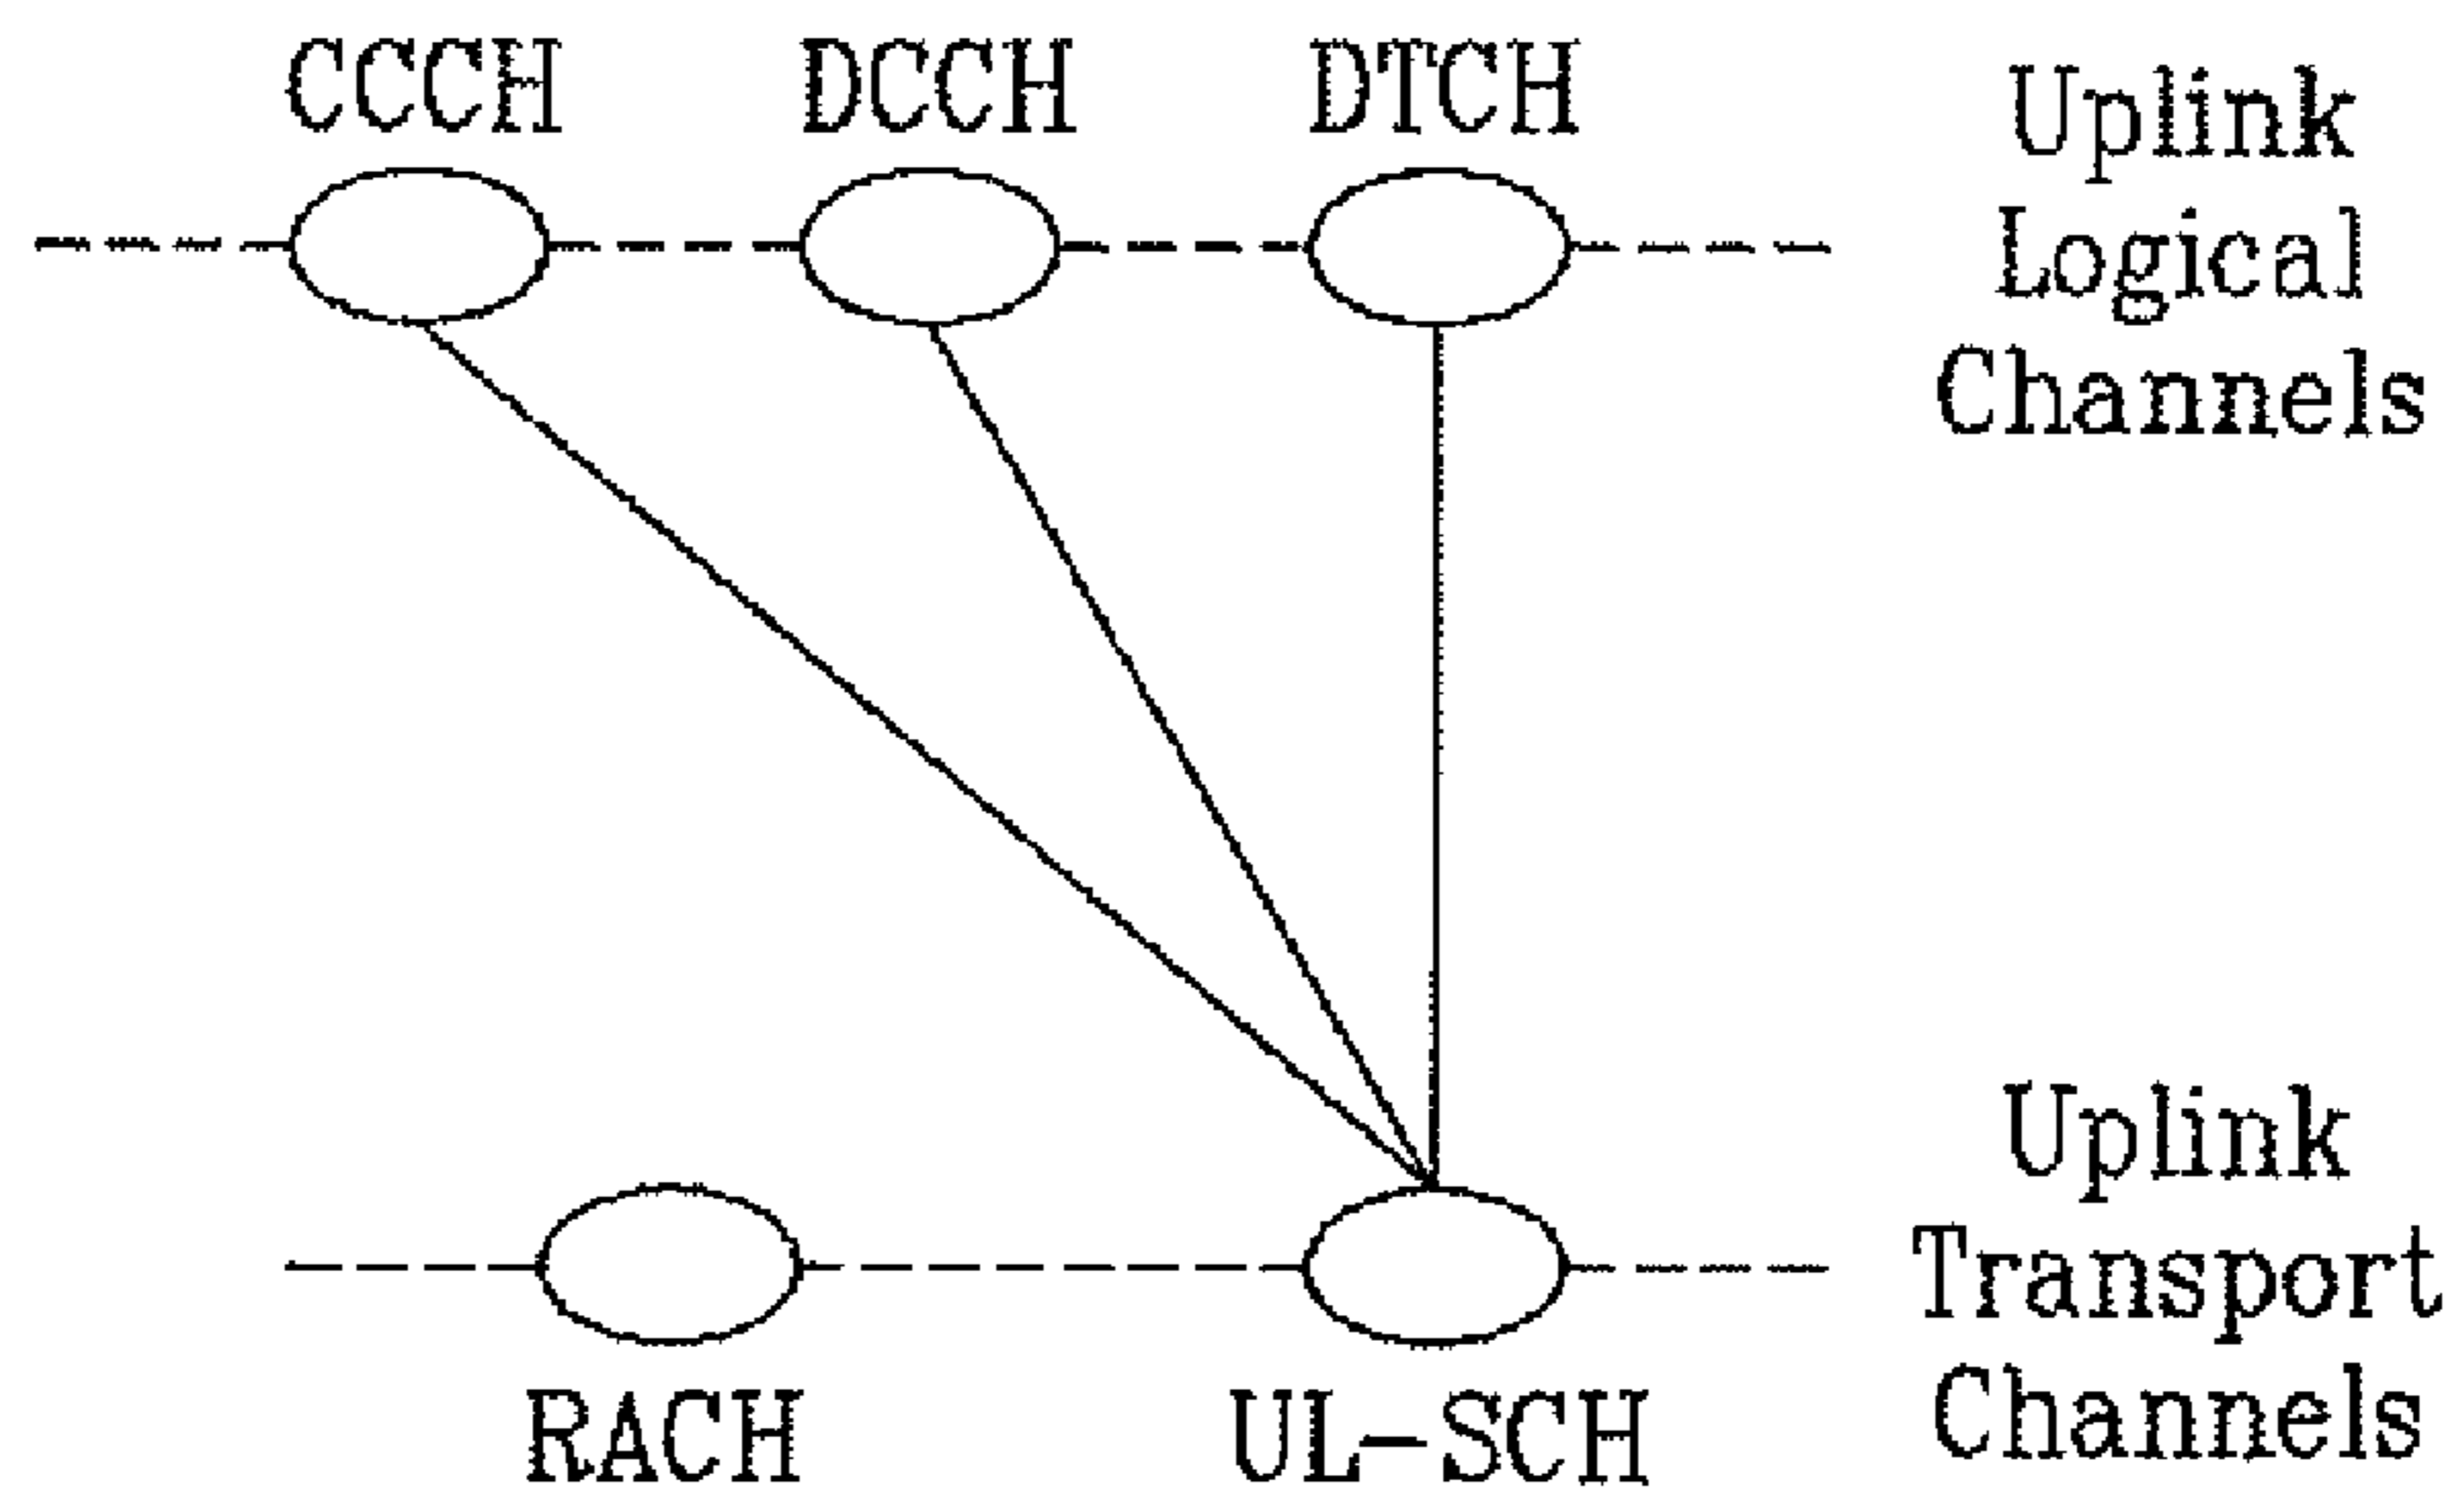 CCCH DCCH DTCH
Uplink
Logical
Channels
Uplink
Transport
Channels
RACH UL-SCH